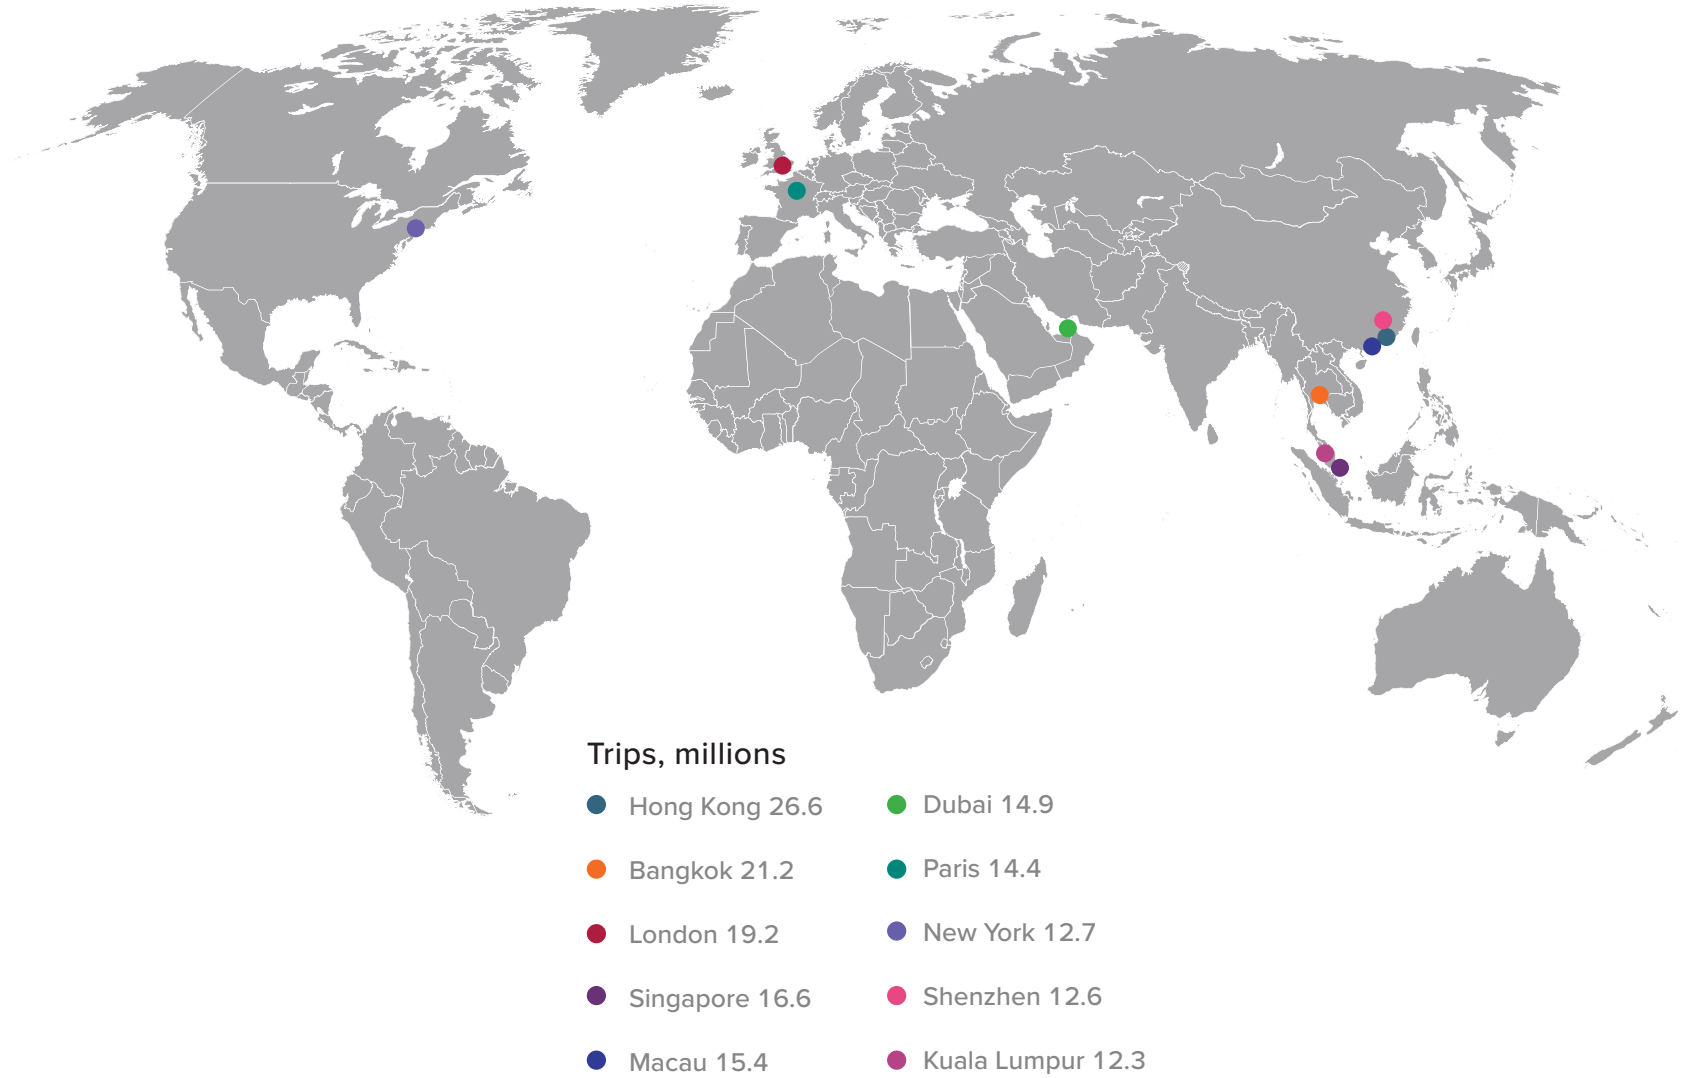 Trips, millions
Hong Kong 26.6
Bangkok 21.2
London 19.2
Singapore 16.6
Macau 15.4
Dubai 14.9
Paris 14.4
New York 12.7
Shenzhen 12.6
Kuala Lumpur 12.3